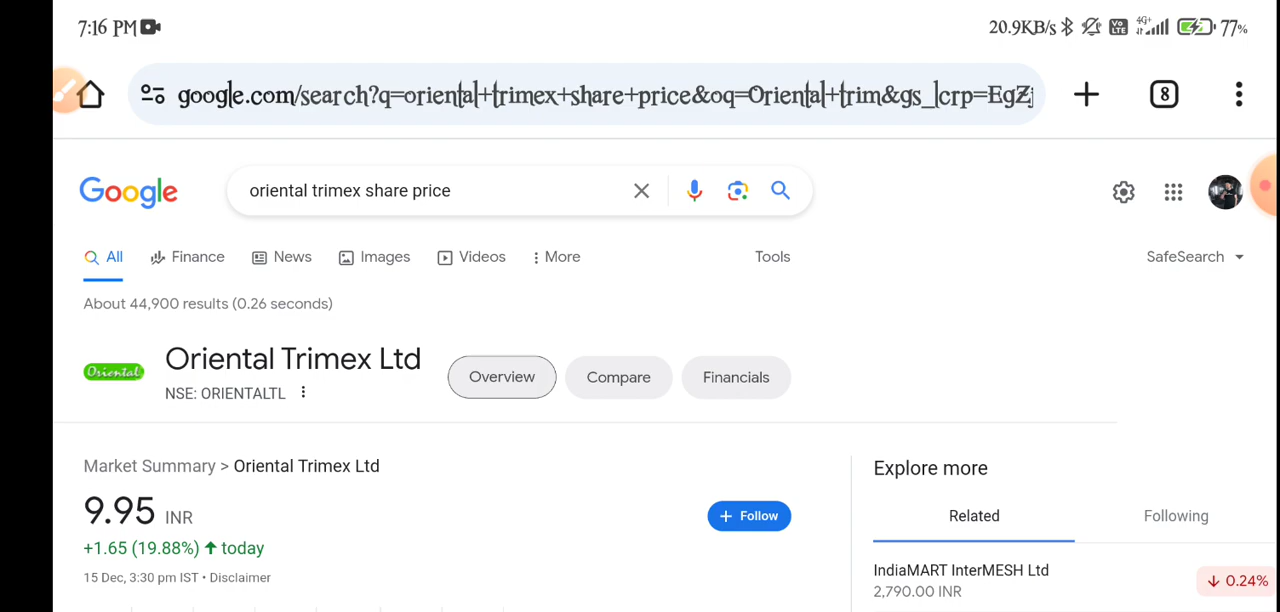 7:16 PM
20.9KB/s Vo LTE 4G+ 77%
google.com/search?q=oriental+trimex+share+price&oq=Oriental+trim&gs_lcrp=EgZj
8
Google
oriental trimex share price
All Finance News Images Videos More Tools SafeSearch
About 44,900 results (0.26 seconds)
Oriental
Oriental Trimex Ltd
NSE: ORIENTALTL
Overview Compare Financials
Market Summary > Oriental Trimex Ltd
9.95 INR
+ Follow
+1.65 (19.88%) today
15 Dec, 3:30 pm IST • Disclaimer
Explore more
Related Following
IndiaMART InterMESH Ltd
2,790.00 INR
0.24%